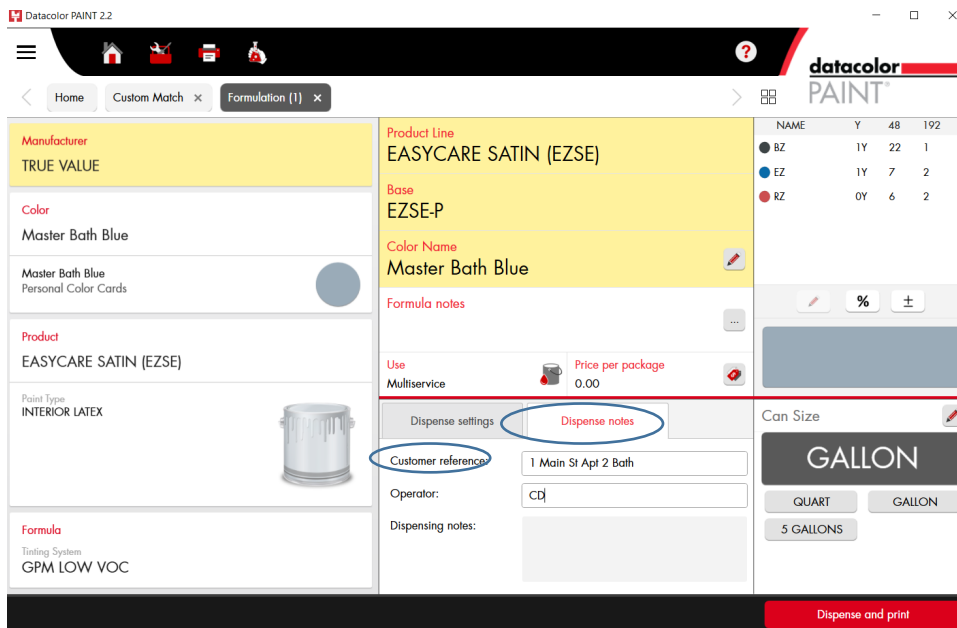 Datacolor PAINT 2.2
?
datacolor
PAINT®
Home
Custom Match ×
Formulation (1) ×
Manufacturer
TRUE VALUE
Color
Master Bath Blue
Master Bath Blue
Personal Color Cards
Product
EASYCARE SATIN (EZSE)
Paint Type
INTERIOR LATEX
Formula
Tinting System
GPM LOW VOC
Product Line
EASYCARE SATIN (EZSE)
Base
EZSE-P
Color Name
Master Bath Blue
Formula notes
...
Use
Multiservice
Price per package
0.00
Dispense settings
Dispense notes
Customer reference:
1 Main St Apt 2 Bath
Operator:
CD
Dispensing notes:
NAME Y 48 192
BZ 1Y 22 1
EZ 1Y 7 2
RZ 0Y 6 2
% ±
Can Size
GALLON
QUART
GALLON
5 GALLONS
Dispense and print